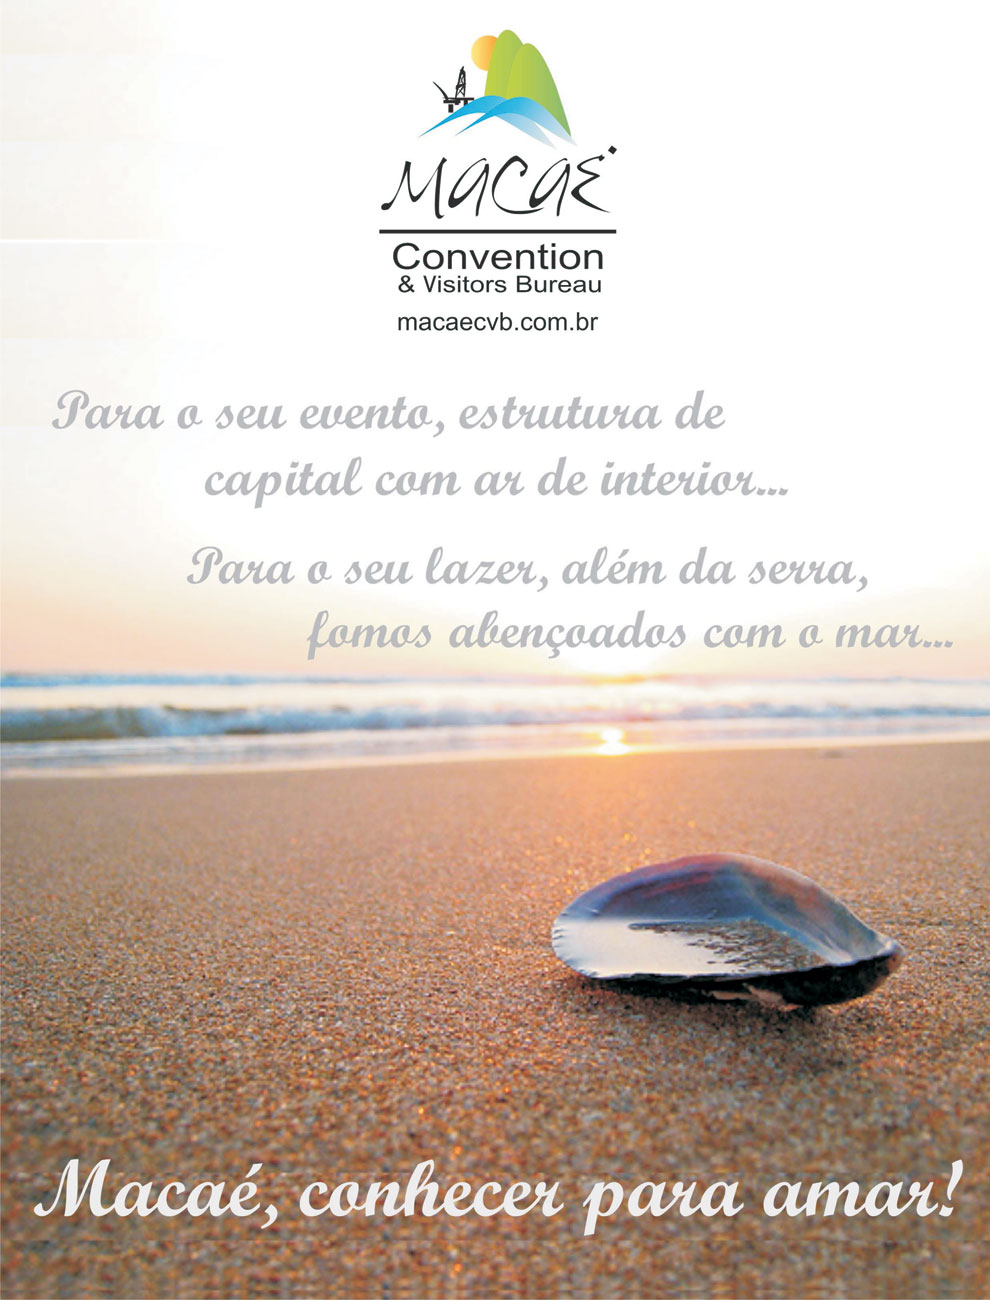 Macaé
Convention
& Visitors Bureau
macaecvb.com.br
Para o seu evento, estrutura de
capital com ar de interior...
Para o seu lazer, além da serra,
fomos abençoados com o mar...
Macaé, conhecer para amar!